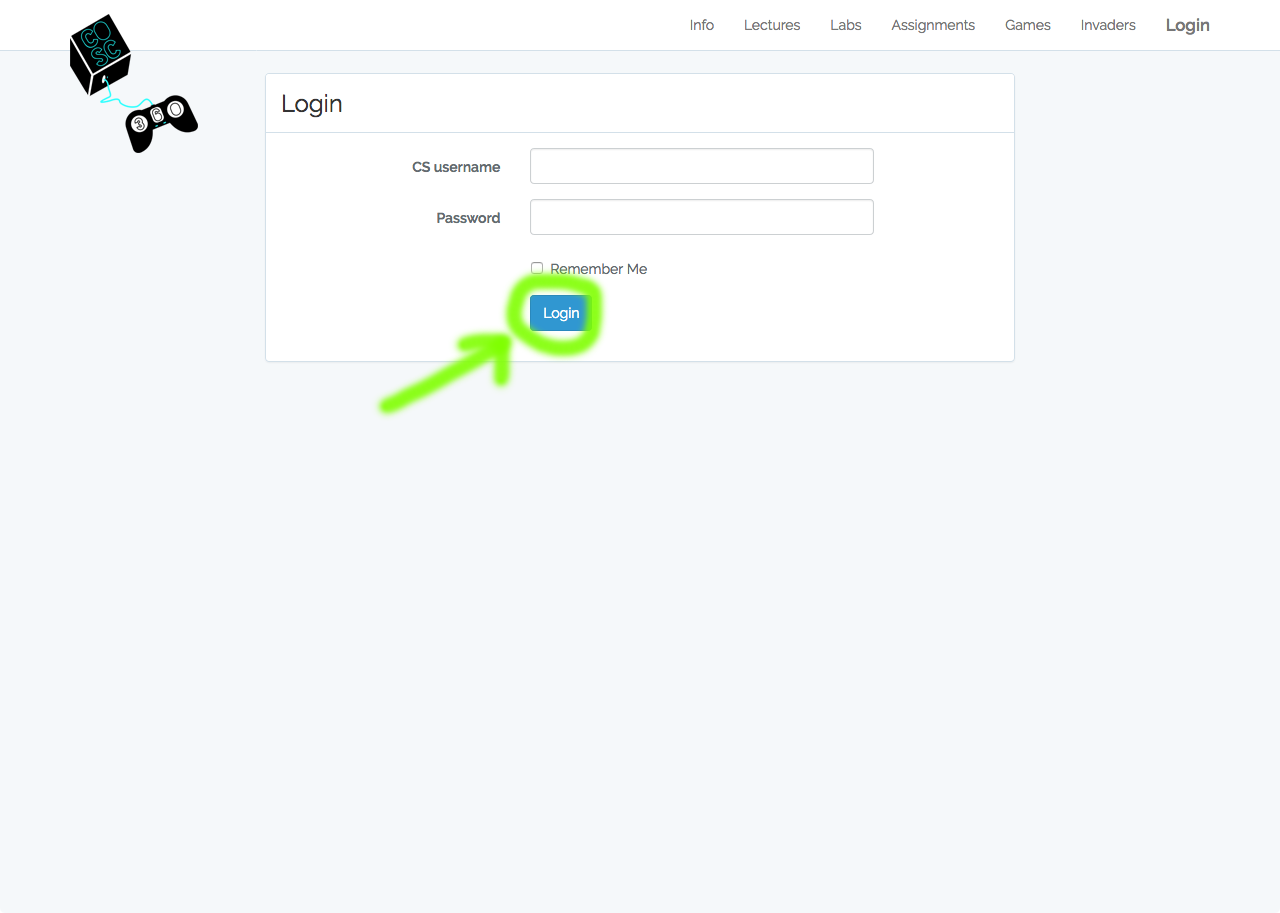 CO
SC
360
Info Lectures Labs Assignments Games Invaders Login
Login
CS username
Password
Remember Me
Login